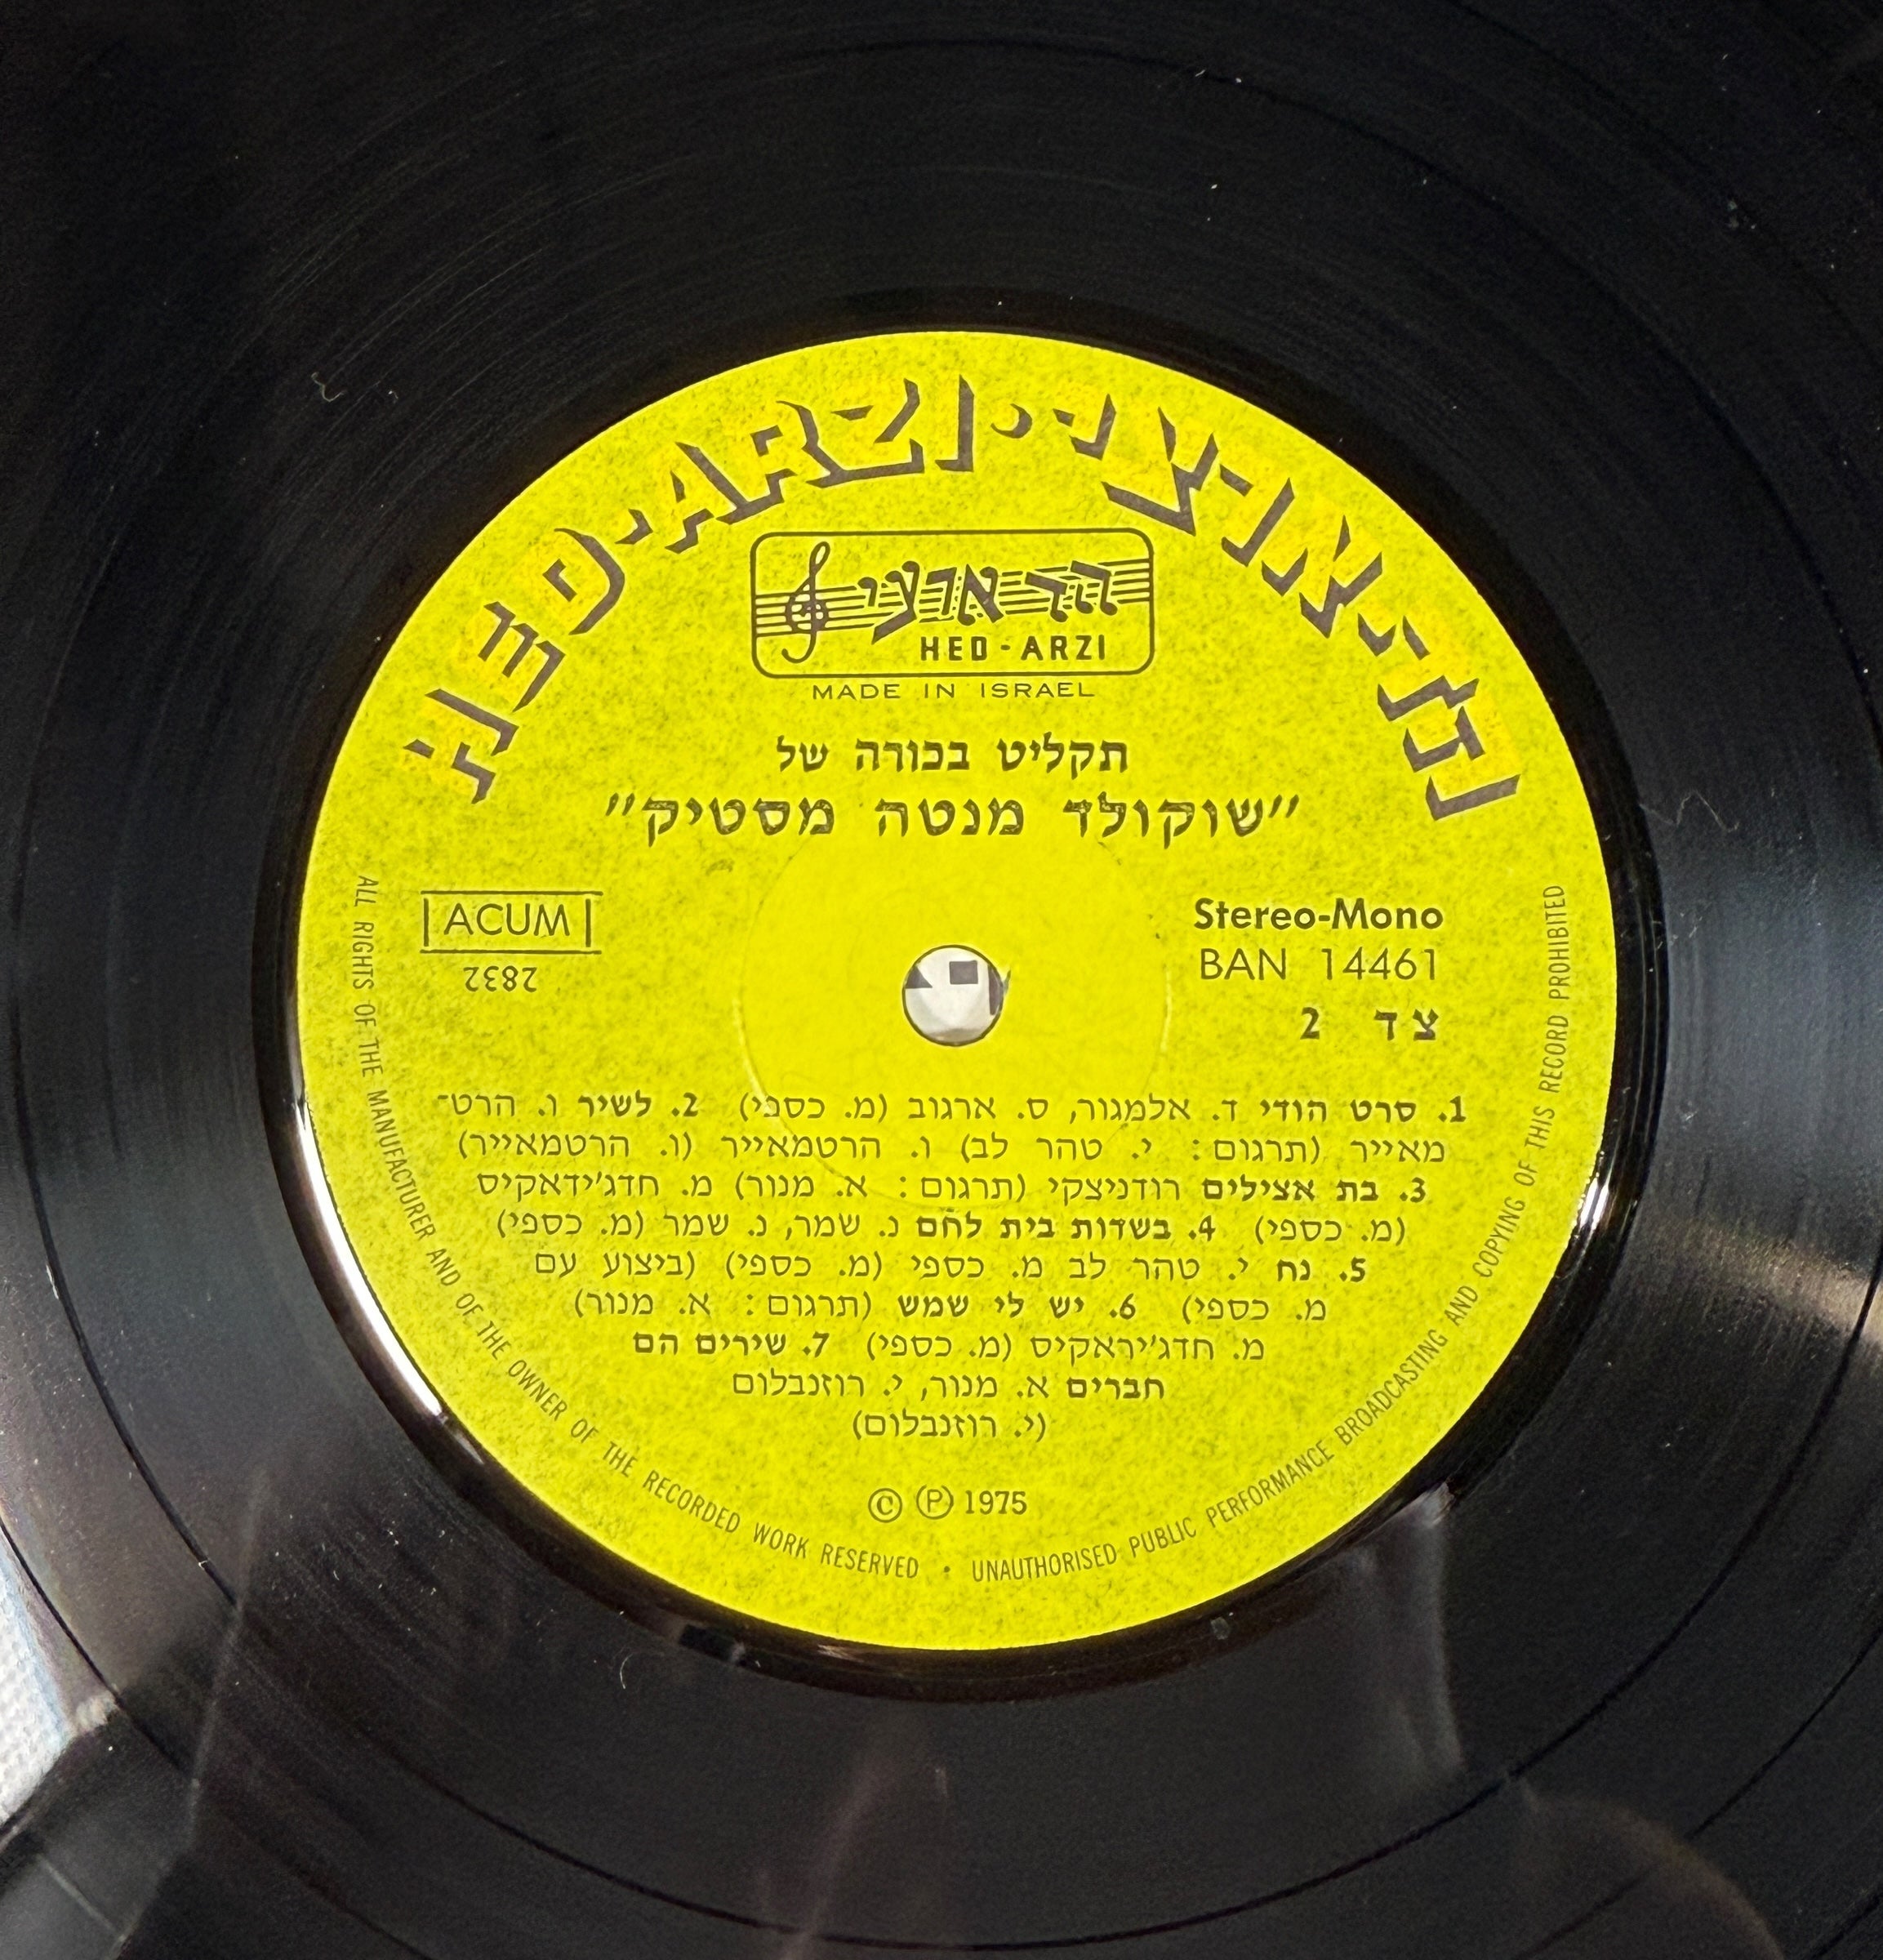 HED-ARZI · הד-ארצי
הד ארצי
HED-ARZI
MADE IN ISRAEL
תקליט בכורה של
"שוקולד מנטה מסטיק"
Stereo-Mono
BAN 14461
צד 2
ACUM
2832
1. סרט הודי ד. אלמגור, ס. ארגוב (מ. כספי) 2. לשיר ו. הרט-
מאייר (תרגום: י. טהר לב) ו. הרטמאייר (ו. הרטמאייר)
3. בת אצילים רודניצקי (תרגום: א. מנור) מ. חדג'ידאקיס
(מ. כספי) 4. בשדות בית לחם נ. שמר, נ. שמר (מ. כספי)
5. נח י. טהר לב מ. כספי (מ. כספי) (ביצוע עם
מ. כספי) 6. יש לי שמש (תרגום: א. מנור)
מ. חדג'יראקיס (מ. כספי) 7. שירים הם
חברים א. מנור, י. רוזנבלום
(י. רוזנבלום)
© ℗ 1975
ALL RIGHTS OF THE MANUFACTURER AND OF THE OWNER OF THE RECORDED WORK RESERVED • UNAUTHORISED PUBLIC PERFORMANCE BROADCASTING AND COPYING OF THIS RECORD PROHIBITED